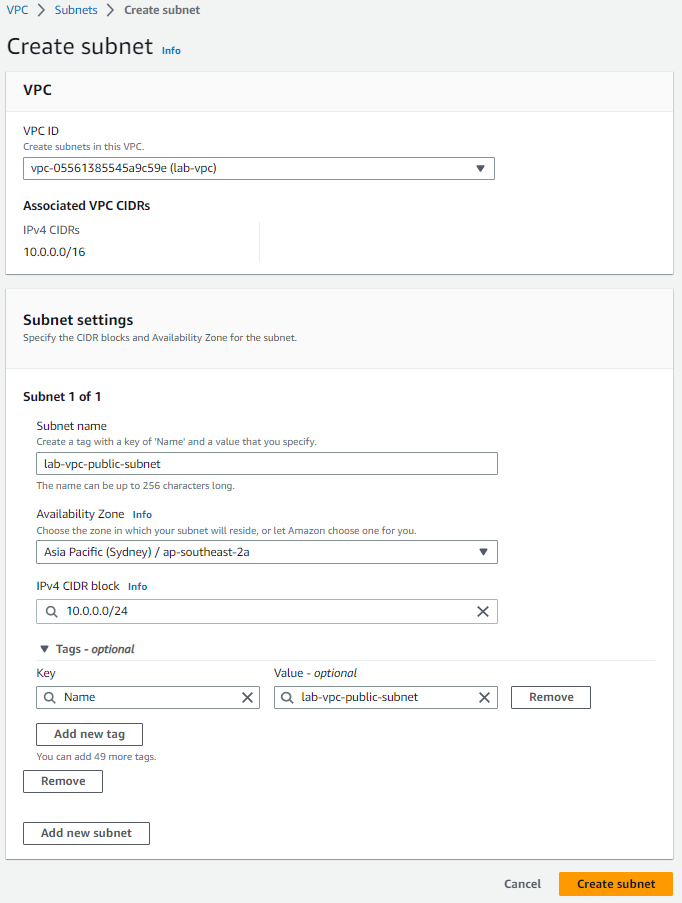 VPC > Subnets > Create subnet
Create subnet Info
VPC
VPC ID
Create subnets in this VPC.
vpc-05561385545a9c59e (lab-vpc)
Associated VPC CIDRs
IPv4 CIDRs
10.0.0.0/16
Subnet settings
Specify the CIDR blocks and Availability Zone for the subnet.
Subnet 1 of 1
Subnet name
Create a tag with a key of 'Name' and a value that you specify.
lab-vpc-public-subnet
The name can be up to 256 characters long.
Availability Zone Info
Choose the zone in which your subnet will reside, or let Amazon choose one for you.
Asia Pacific (Sydney) / ap-southeast-2a
IPv4 CIDR block Info
10.0.0.0/24
Tags - optional
Key Value - optional
Name lab-vpc-public-subnet Remove
Add new tag
You can add 49 more tags.
Remove
Add new subnet
Cancel Create subnet